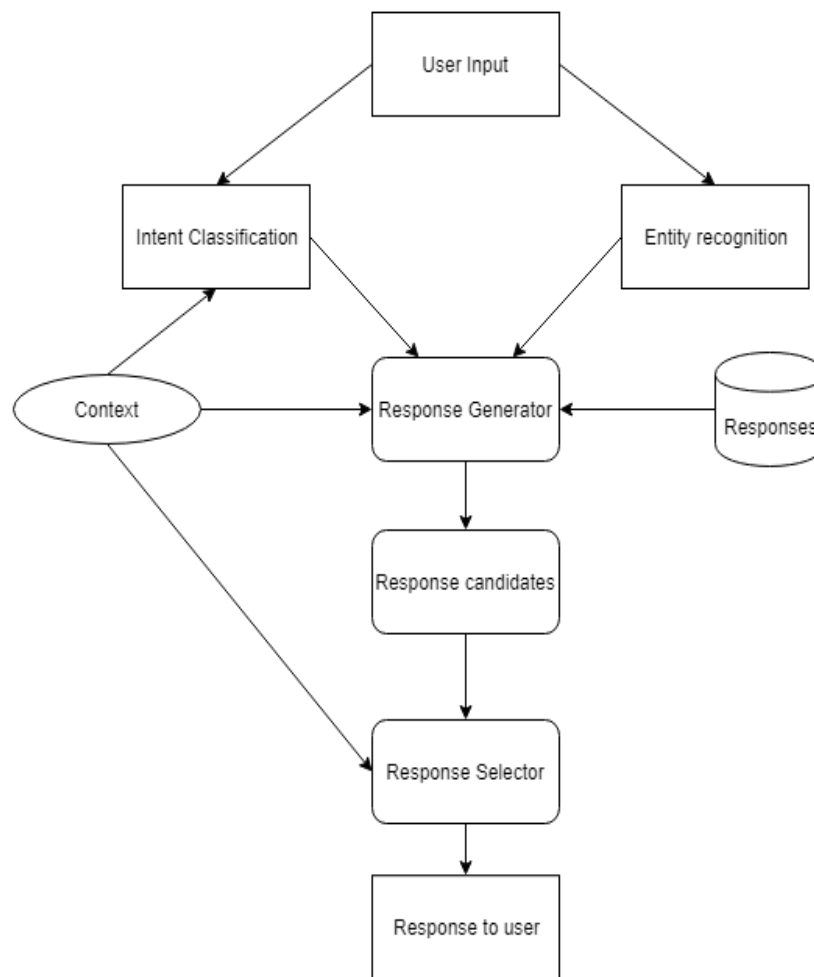 User Input
Intent Classification
Entity recognition
Context
Response Generator
Responses
Response candidates
Response Selector
Response to user